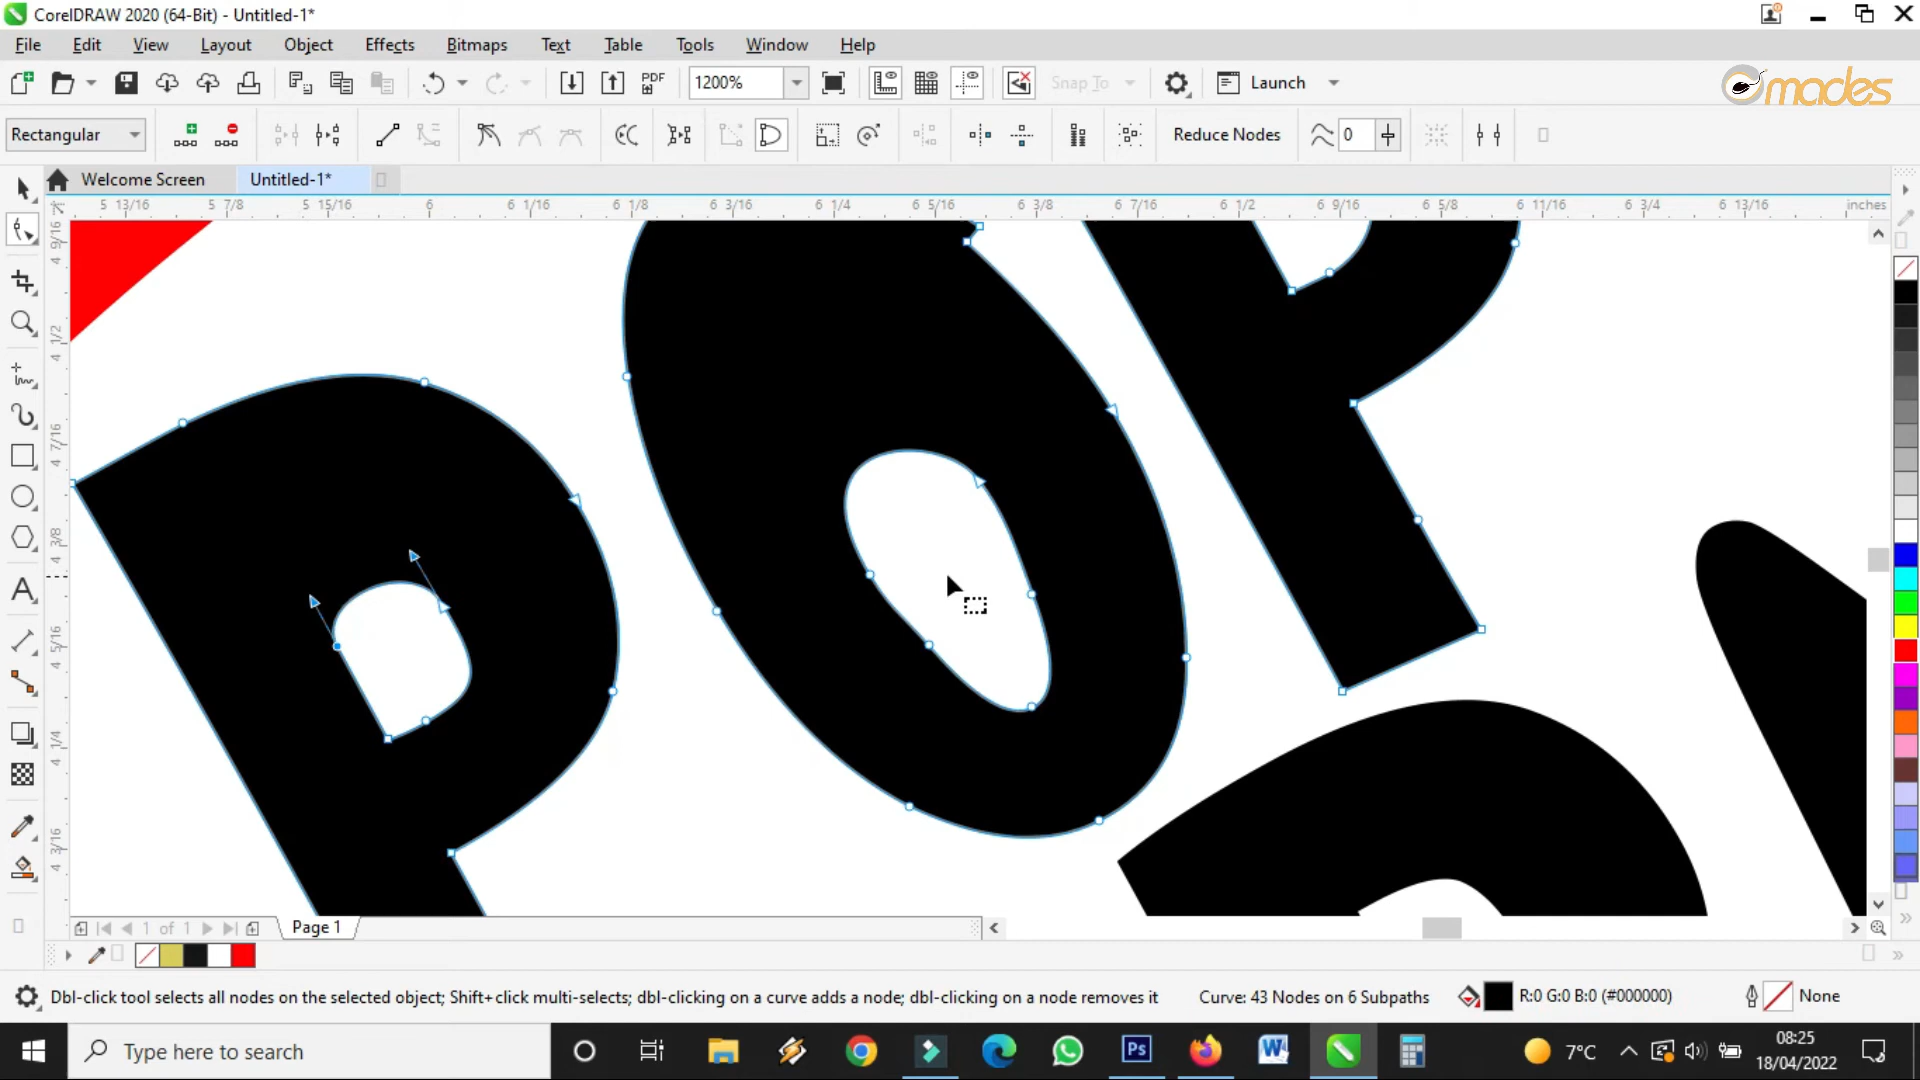 CorelDRAW 2020 (64-Bit) - Untitled-1*
File Edit View Layout Object Effects Bitmaps Text Table Tools Window Help
PDF 1200% Snap To Launch
Omades
Rectangular Reduce Nodes 0
Welcome Screen Untitled-1*
5 13/16 5 7/8 5 15/16 6 6 1/16 6 1/8 6 3/16 6 1/4 6 5/16 6 3/8 6 7/16 6 1/2 6 9/16 6 5/8 6 11/16 6 3/4 6 13/16 inches
4 9/16
4 1/2
4 7/16
4 3/8
4 5/16
4 1/4
4 3/16
POP
1 of 1 Page 1
Dbl-click tool selects all nodes on the selected object; Shift+click multi-selects; dbl-clicking on a curve adds a node; dbl-clicking on a node removes it Curve: 43 Nodes on 6 Subpaths R:0 G:0 B:0 (#000000) None
Type here to search Ps 7°C 08:25
18/04/2022